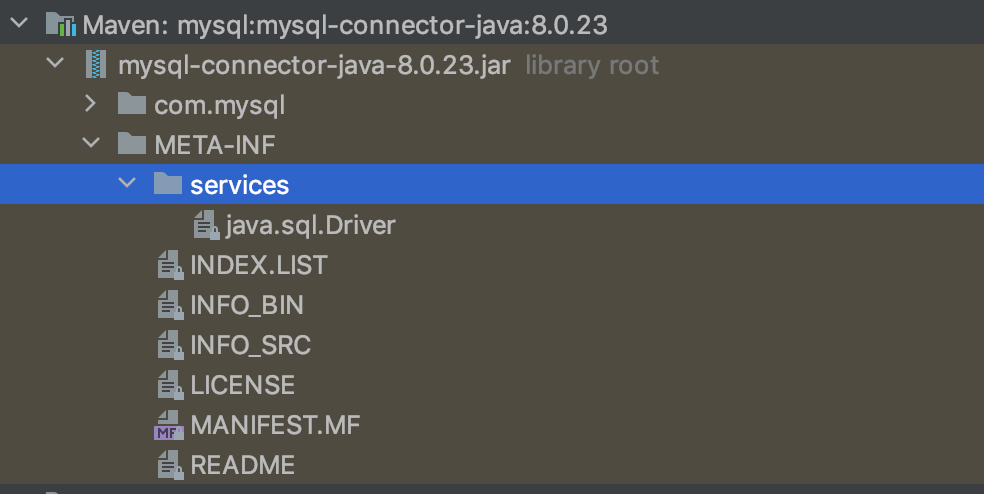 Maven: mysql:mysql-connector-java:8.0.23
mysql-connector-java-8.0.23.jar library root
com.mysql
META-INF
services
java.sql.Driver
INDEX.LIST
INFO_BIN
INFO_SRC
LICENSE
MF MANIFEST.MF
README